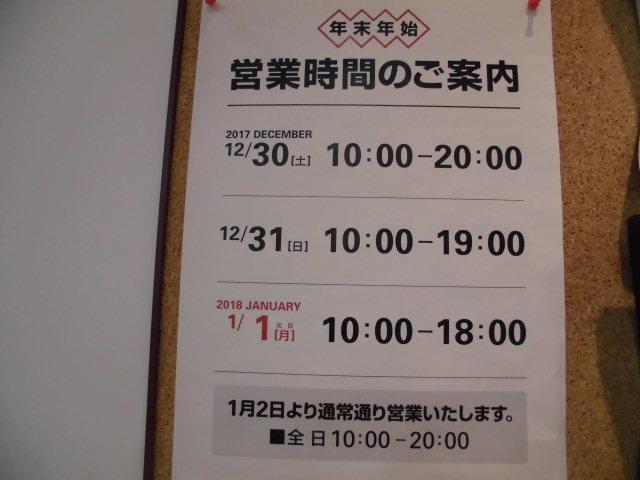 年末年始
営業時間のご案内
2017 DECEMBER
12/30[土] 10:00-20:00
12/31[日] 10:00-19:00
2018 JANUARY
元日
1/1[月] 10:00-18:00
1月2日より通常通り営業いたします。
■全日10:00-20:00